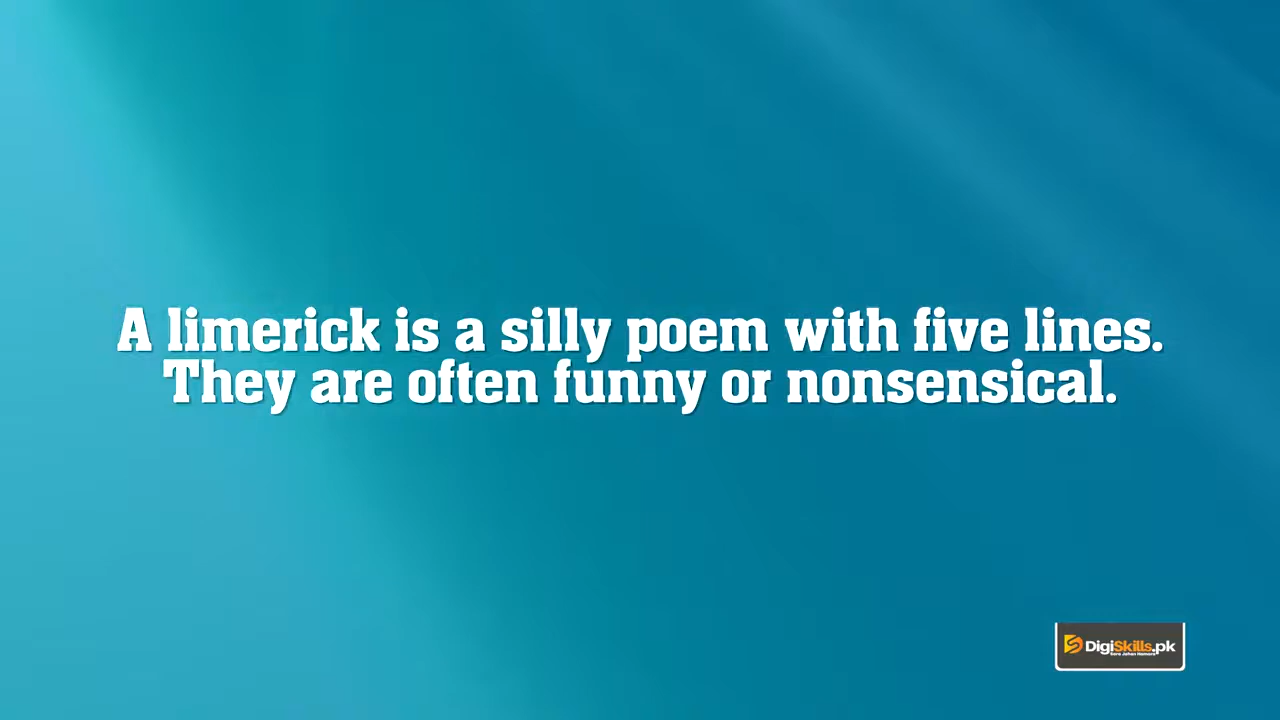 A limerick is a silly poem with five lines.
They are often funny or nonsensical.
DigiSkills.pk